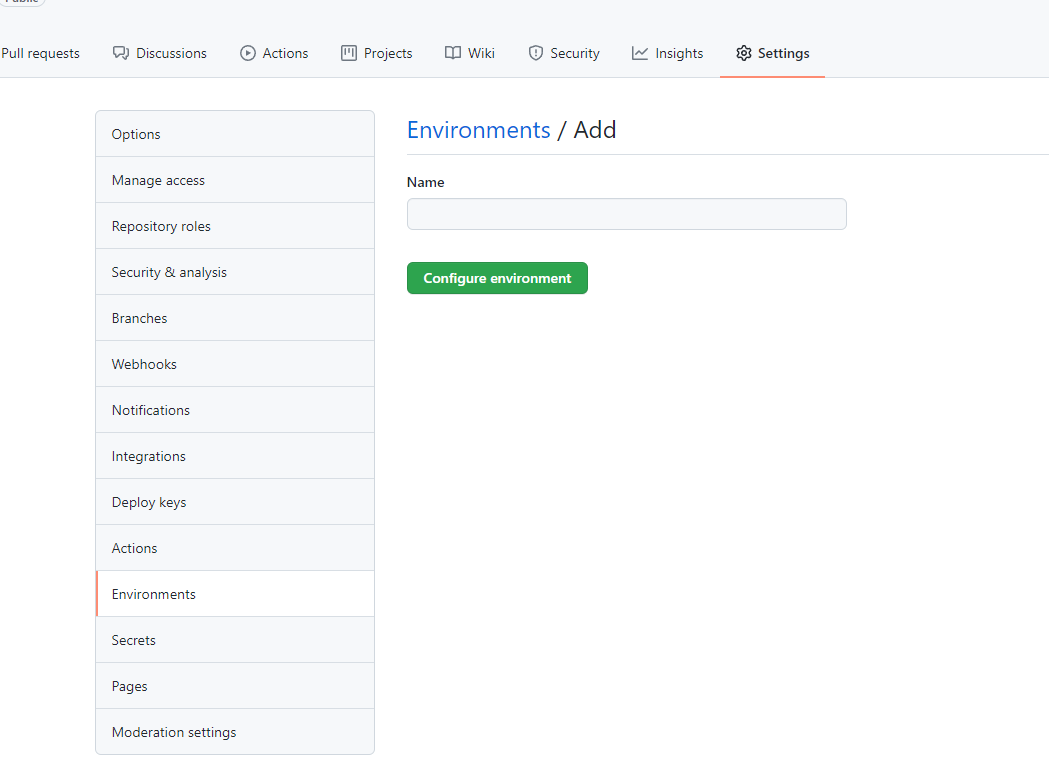 Public
Pull requests Discussions Actions Projects Wiki Security Insights Settings
Options
Manage access
Repository roles
Security & analysis
Branches
Webhooks
Notifications
Integrations
Deploy keys
Actions
Environments
Secrets
Pages
Moderation settings
Environments / Add
Name
Configure environment